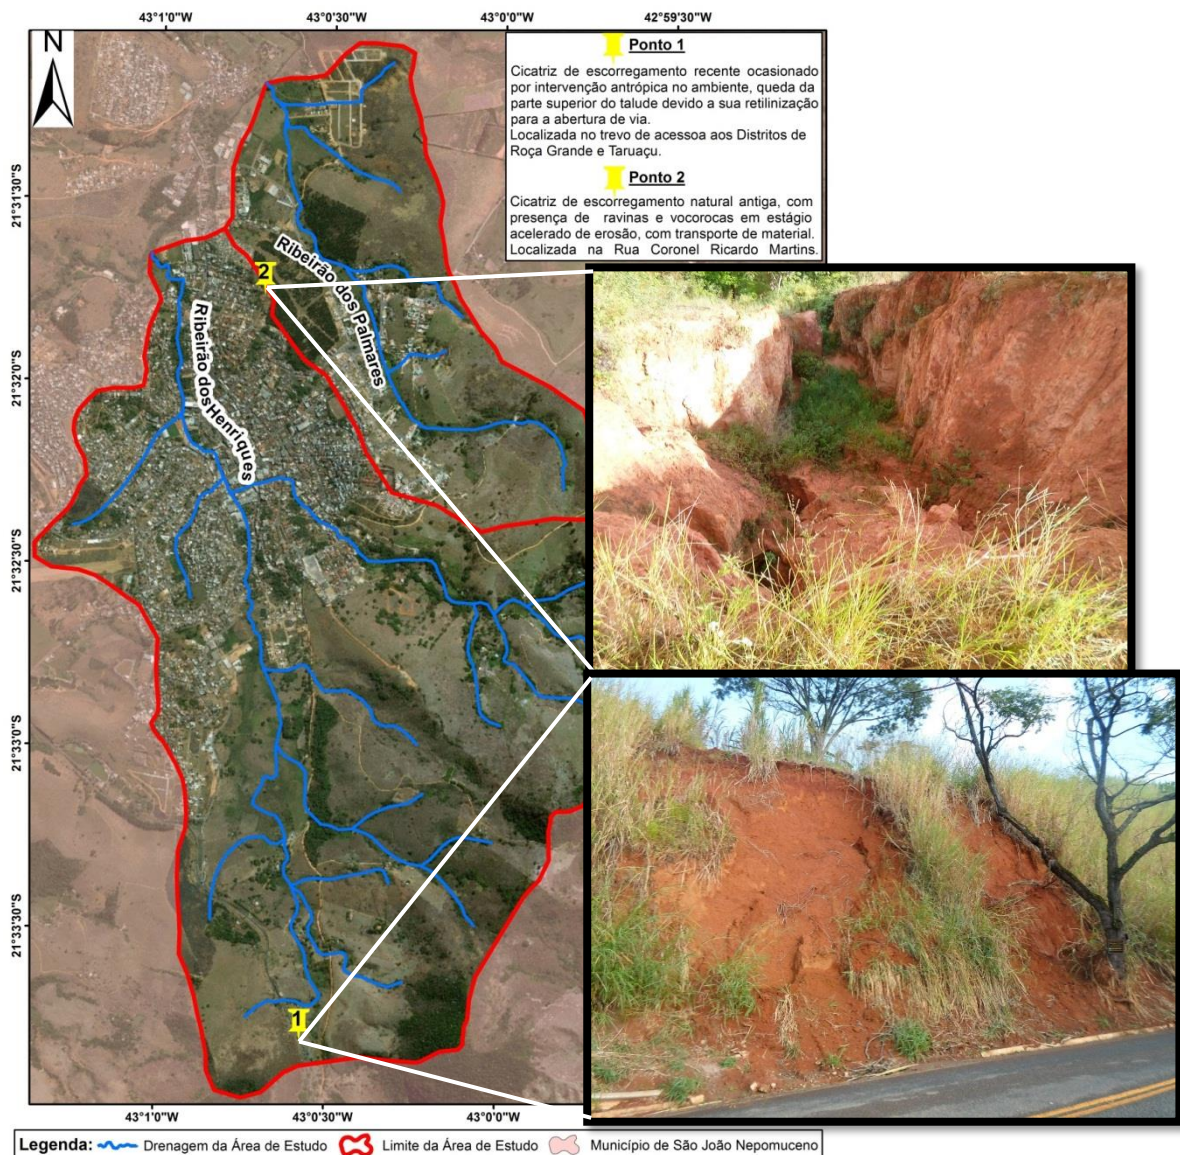 43°1'0"W 43°0'30"W 43°0'0"W 42°59'30"W
N
Ponto 1
Cicatriz de escorregamento recente ocasionado
por intervenção antrópica no ambiente, queda da
parte superior do talude devido a sua retilinização
para a abertura de via.
Localizada no trevo de acessoa aos Distritos de
Roça Grande e Taruaçu.
Ponto 2
Cicatriz de escorregamento natural antiga, com
presença de ravinas e vocorocas em estágio
acelerado de erosão, com transporte de material.
Localizada na Rua Coronel Ricardo Martins.
21°31'30"S
21°32'0"S
21°32'30"S
21°33'0"S
21°33'30"S
2
Ribeirão dos Palmares
Ribeirão dos Henriques
1
43°1'0"W 43°0'30"W 43°0'0"W
Legenda: Drenagem da Área de Estudo Limite da Área de Estudo Município de São João Nepomuceno